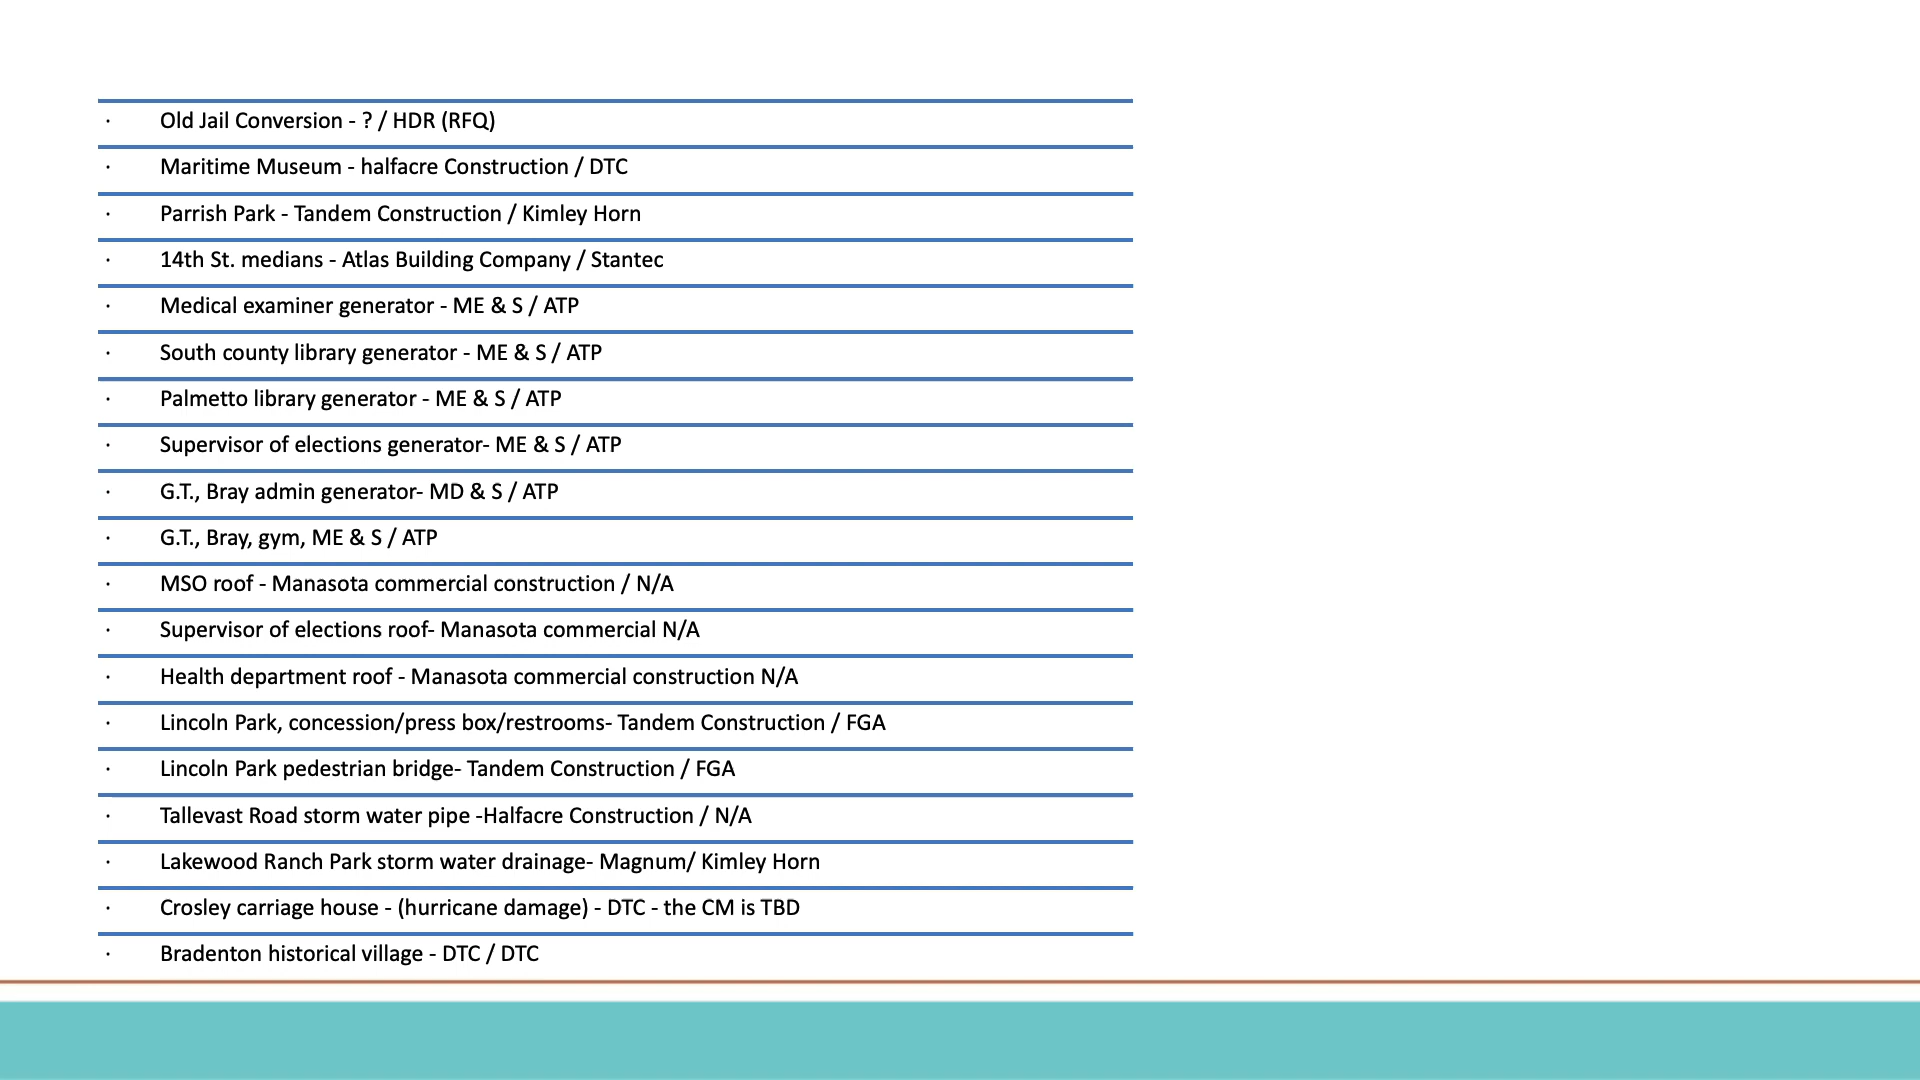 · Old Jail Conversion - ? / HDR (RFQ)
· Maritime Museum - halfacre Construction / DTC
· Parrish Park - Tandem Construction / Kimley Horn
· 14th St. medians - Atlas Building Company / Stantec
· Medical examiner generator - ME & S / ATP
· South county library generator - ME & S / ATP
· Palmetto library generator - ME & S / ATP
· Supervisor of elections generator- ME & S / ATP
· G.T., Bray admin generator- MD & S / ATP
· G.T., Bray, gym, ME & S / ATP
· MSO roof - Manasota commercial construction / N/A
· Supervisor of elections roof- Manasota commercial N/A
· Health department roof - Manasota commercial construction N/A
· Lincoln Park, concession/press box/restrooms- Tandem Construction / FGA
· Lincoln Park pedestrian bridge- Tandem Construction / FGA
· Tallevast Road storm water pipe -Halfacre Construction / N/A
· Lakewood Ranch Park storm water drainage- Magnum/ Kimley Horn
· Crosley carriage house - (hurricane damage) - DTC - the CM is TBD
· Bradenton historical village - DTC / DTC